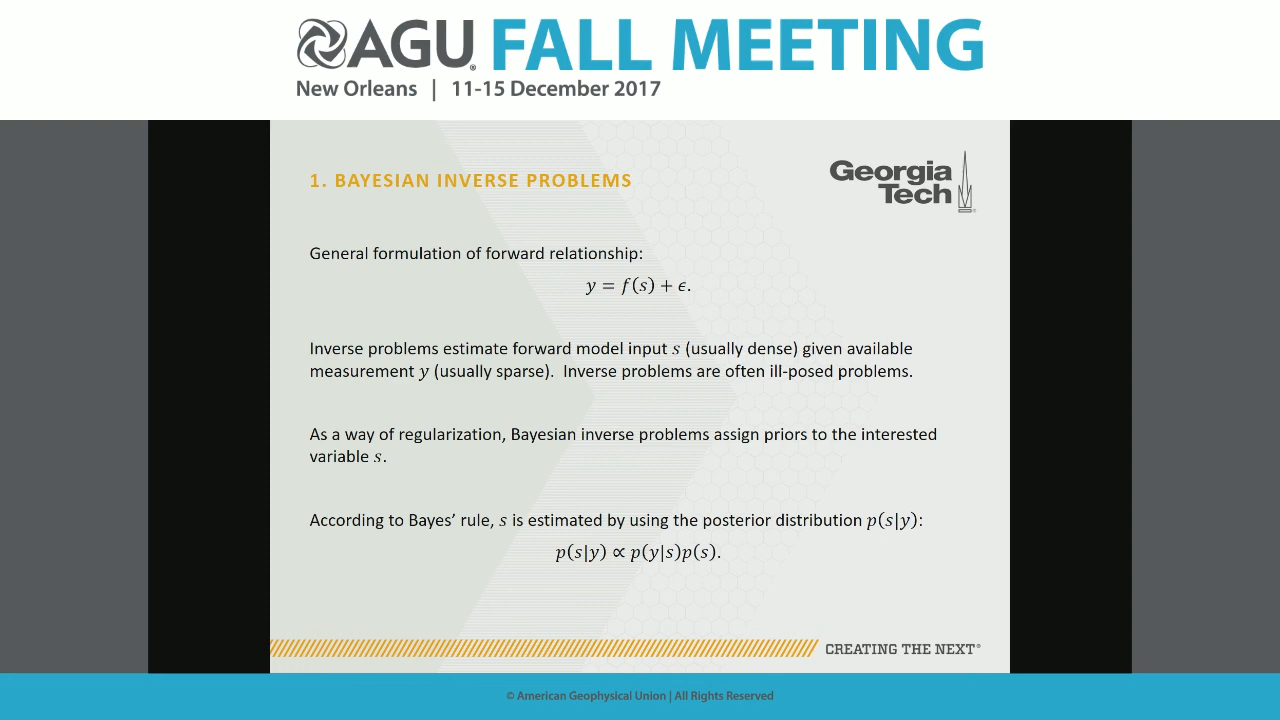 AGU FALL MEETING
New Orleans | 11-15 December 2017
Georgia
Tech
1. BAYESIAN INVERSE PROBLEMS
General formulation of forward relationship:
y = f(s) + ϵ.
Inverse problems estimate forward model input s (usually dense) given available
measurement y (usually sparse). Inverse problems are often ill-posed problems.
As a way of regularization, Bayesian inverse problems assign priors to the interested
variable s.
According to Bayes’ rule, s is estimated by using the posterior distribution p(s|y):
p(s|y) ∝ p(y|s)p(s).
CREATING THE NEXT®
© American Geophysical Union | All Rights Reserved